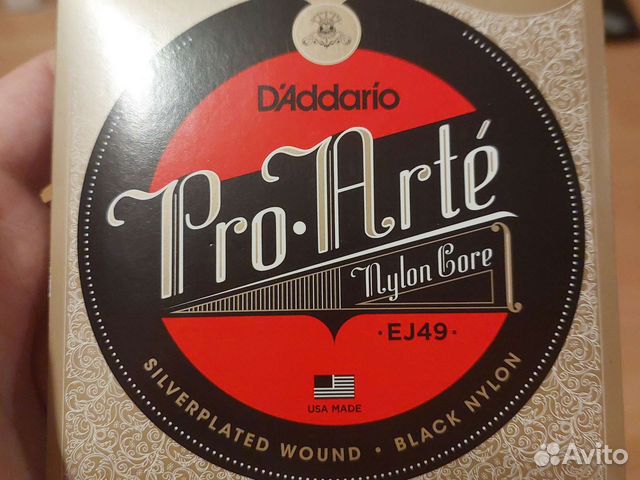 D'Addario
Pro·Arté
Nylon Core
·EJ49·
USA MADE
SILVERPLATED WOUND · BLACK NYLON
Avito